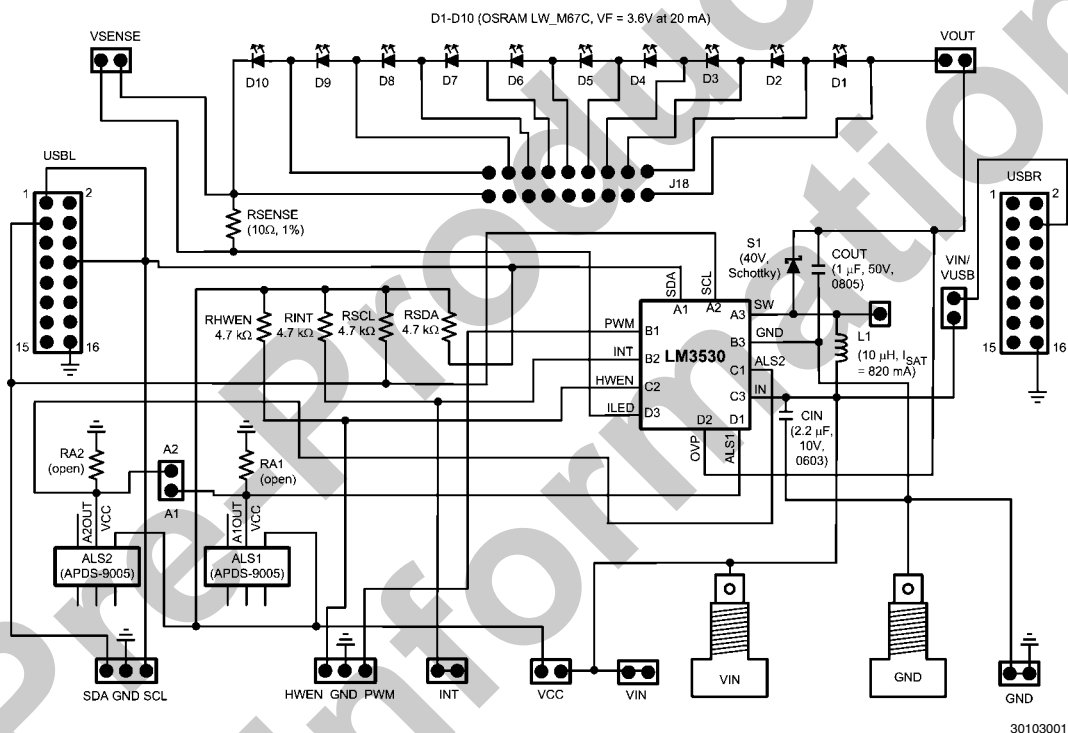 D1-D10 (OSRAM LW_M67C, VF = 3.6V at 20 mA)
VSENSE
VOUT
D10 D9 D8 D7 D6 D5 D4 D3 D2 D1
USBL
1 2
15 16
J18
RSENSE
(10Ω, 1%)
USBR
1 2
15 16
S1
(40V,
Schottky)
COUT
(1 µF, 50V,
0805)
VIN/
VUSB
SDA SCL
A1 A2
RHWEN
4.7 kΩ
RINT
4.7 kΩ
RSCL
4.7 kΩ
RSDA
4.7 kΩ
PWM B1
INT B2
HWEN C2
ILED D3
LM3530
A3 SW
B3 GND
C1 ALS2
C3 IN
D2 D1
OVP ALS1
L1
(10 µH, ISAT
= 820 mA)
CIN
(2.2 µF,
10V,
0603)
RA2
(open)
A2
A1
RA1
(open)
A2OUT
VCC
A1OUT
VCC
ALS2
(APDS-9005)
ALS1
(APDS-9005)
SDA GND SCL
HWEN GND PWM
INT
VCC
VIN
VIN
GND
GND
30103001
Pre-Production
Information